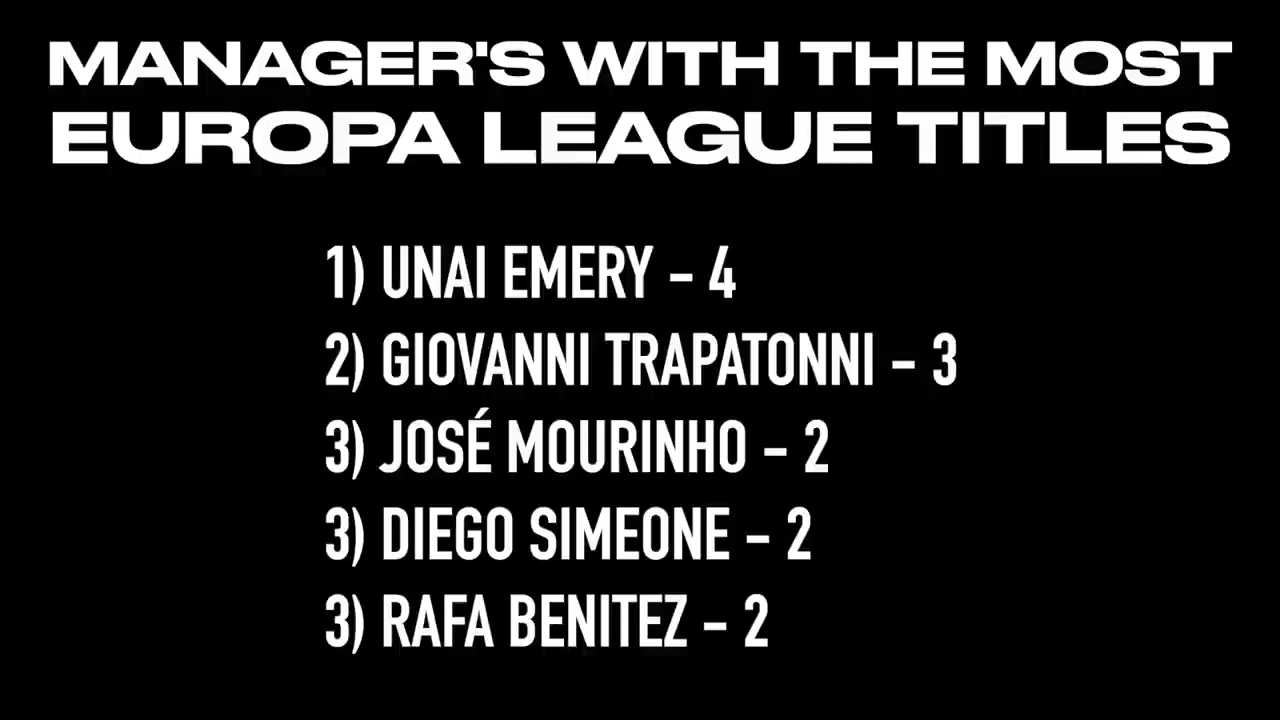 MANAGER'S WITH THE MOST
EUROPA LEAGUE TITLES
1) UNAI EMERY – 4
2) GIOVANNI TRAPATONNI – 3
3) JOSÉ MOURINHO – 2
3) DIEGO SIMEONE – 2
3) RAFA BENITEZ – 2